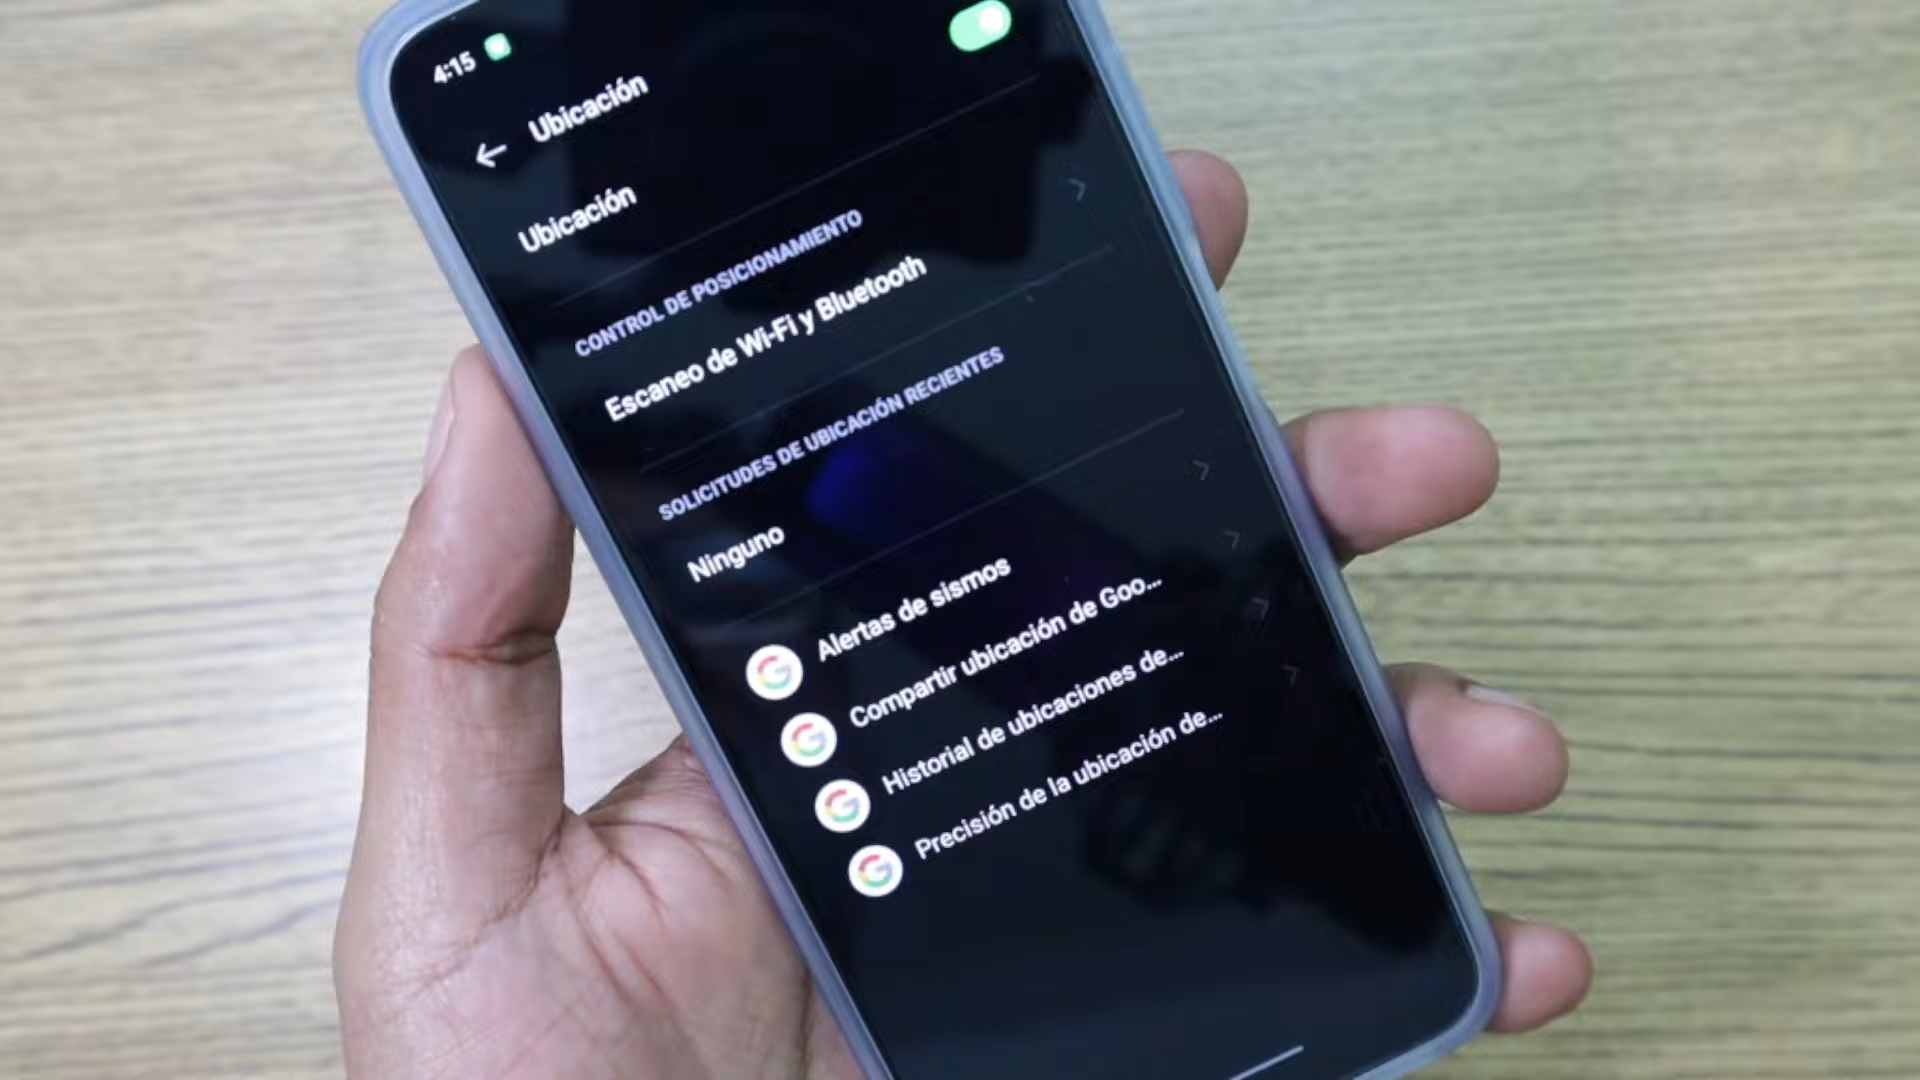 4:15
Ubicación
Ubicación
CONTROL DE POSICIONAMIENTO
Escaneo de Wi-Fi y Bluetooth
SOLICITUDES DE UBICACIÓN RECIENTES
Ninguno
Alertas de sismos
Compartir ubicación de Goo...
Historial de ubicaciones de...
Precisión de la ubicación de...